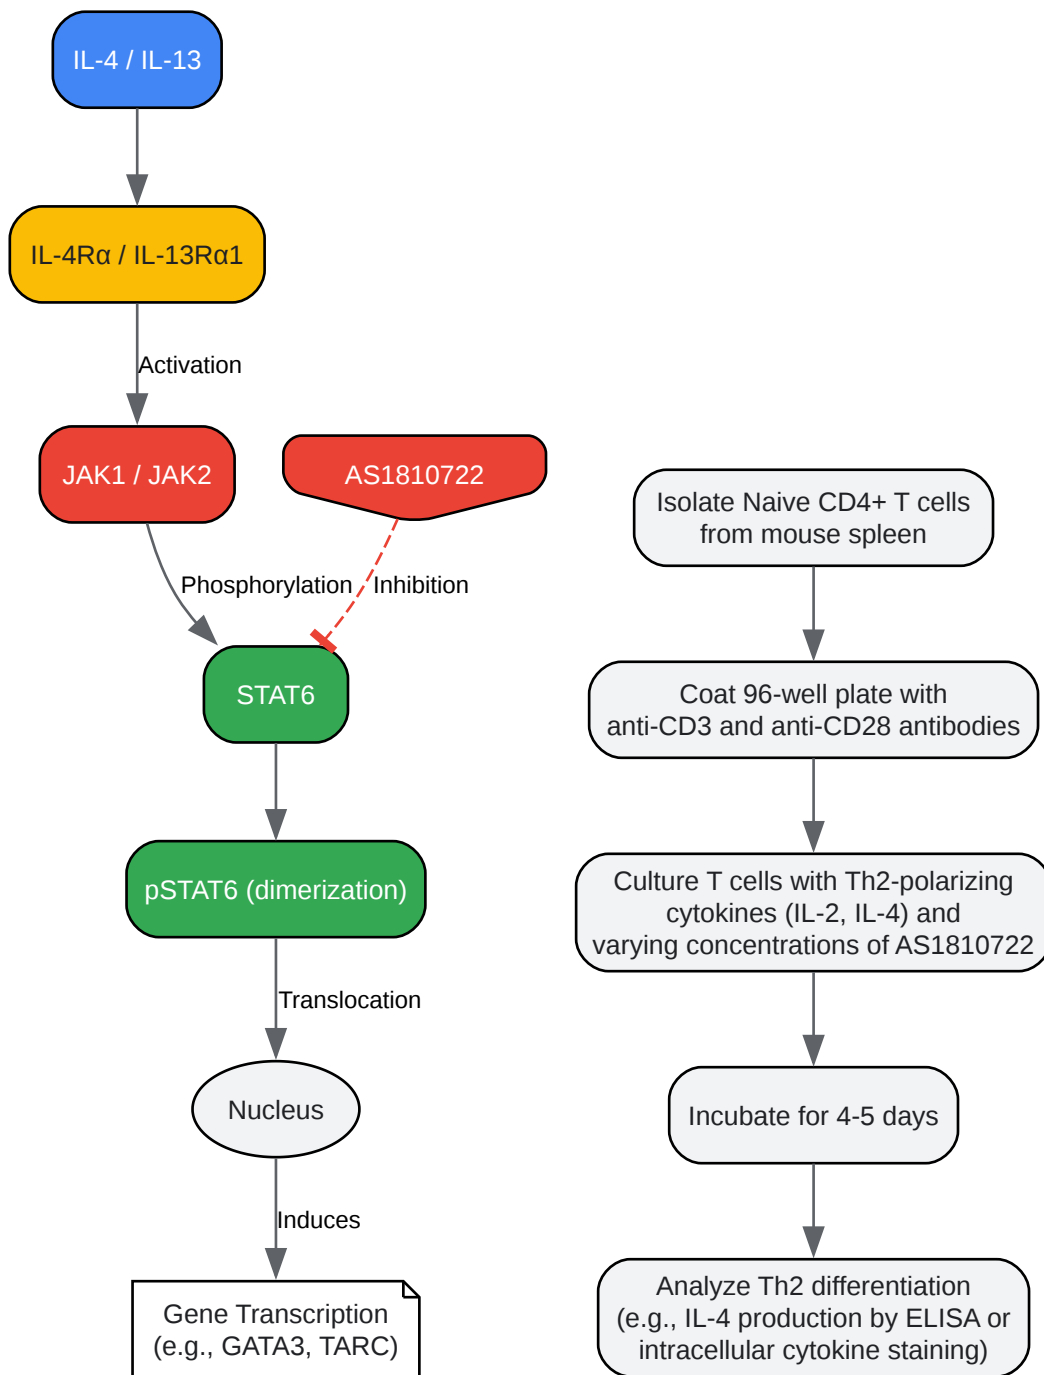 IL-4 / IL-13
IL-4Rα / IL-13Rα1
Activation
JAK1 / JAK2
AS1810722
Phosphorylation
Inhibition
STAT6
pSTAT6 (dimerization)
Translocation
Nucleus
Induces
Gene Transcription
(e.g., GATA3, TARC)
Isolate Naive CD4+ T cells
from mouse spleen
Coat 96-well plate with
anti-CD3 and anti-CD28 antibodies
Culture T cells with Th2-polarizing
cytokines (IL-2, IL-4) and
varying concentrations of AS1810722
Incubate for 4-5 days
Analyze Th2 differentiation
(e.g., IL-4 production by ELISA or
intracellular cytokine staining)